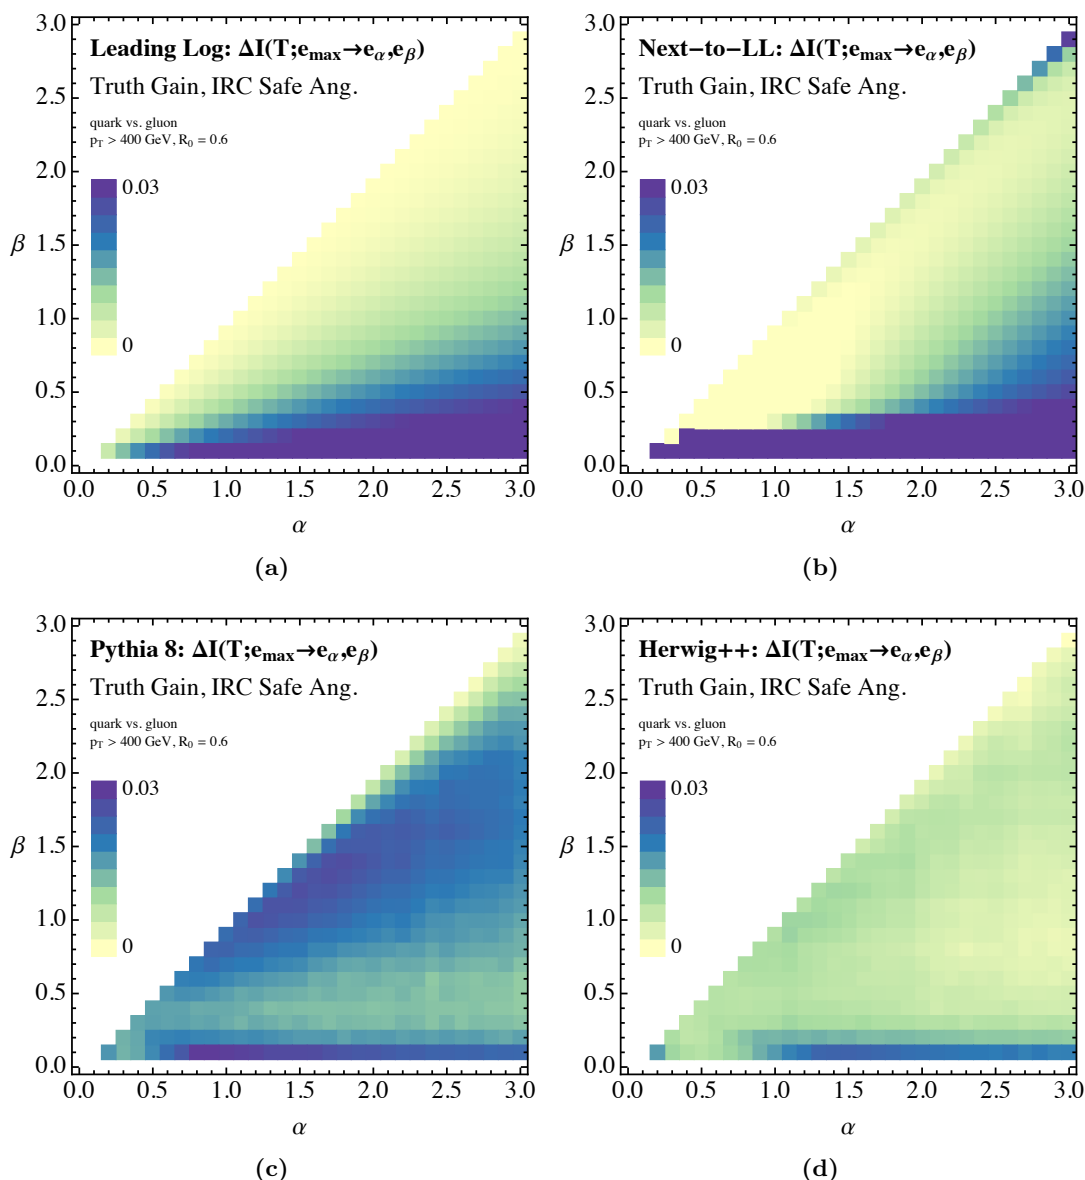 Leading Log: ΔI(T;e_max→e_α,e_β)
Truth Gain, IRC Safe Ang.
quark vs. gluon
p_T > 400 GeV, R_0 = 0.6
0.03
0
3.0
2.5
2.0
1.5
1.0
0.5
0.0
β
0.0 0.5 1.0 1.5 2.0 2.5 3.0
α
(a)
Next−to−LL: ΔI(T;e_max→e_α,e_β)
Truth Gain, IRC Safe Ang.
quark vs. gluon
p_T > 400 GeV, R_0 = 0.6
0.03
0
3.0
2.5
2.0
1.5
1.0
0.5
0.0
β
0.0 0.5 1.0 1.5 2.0 2.5 3.0
α
(b)
Pythia 8: ΔI(T;e_max→e_α,e_β)
Truth Gain, IRC Safe Ang.
quark vs. gluon
p_T > 400 GeV, R_0 = 0.6
0.03
0
3.0
2.5
2.0
1.5
1.0
0.5
0.0
β
0.0 0.5 1.0 1.5 2.0 2.5 3.0
α
(c)
Herwig++: ΔI(T;e_max→e_α,e_β)
Truth Gain, IRC Safe Ang.
quark vs. gluon
p_T > 400 GeV, R_0 = 0.6
0.03
0
3.0
2.5
2.0
1.5
1.0
0.5
0.0
β
0.0 0.5 1.0 1.5 2.0 2.5 3.0
α
(d)